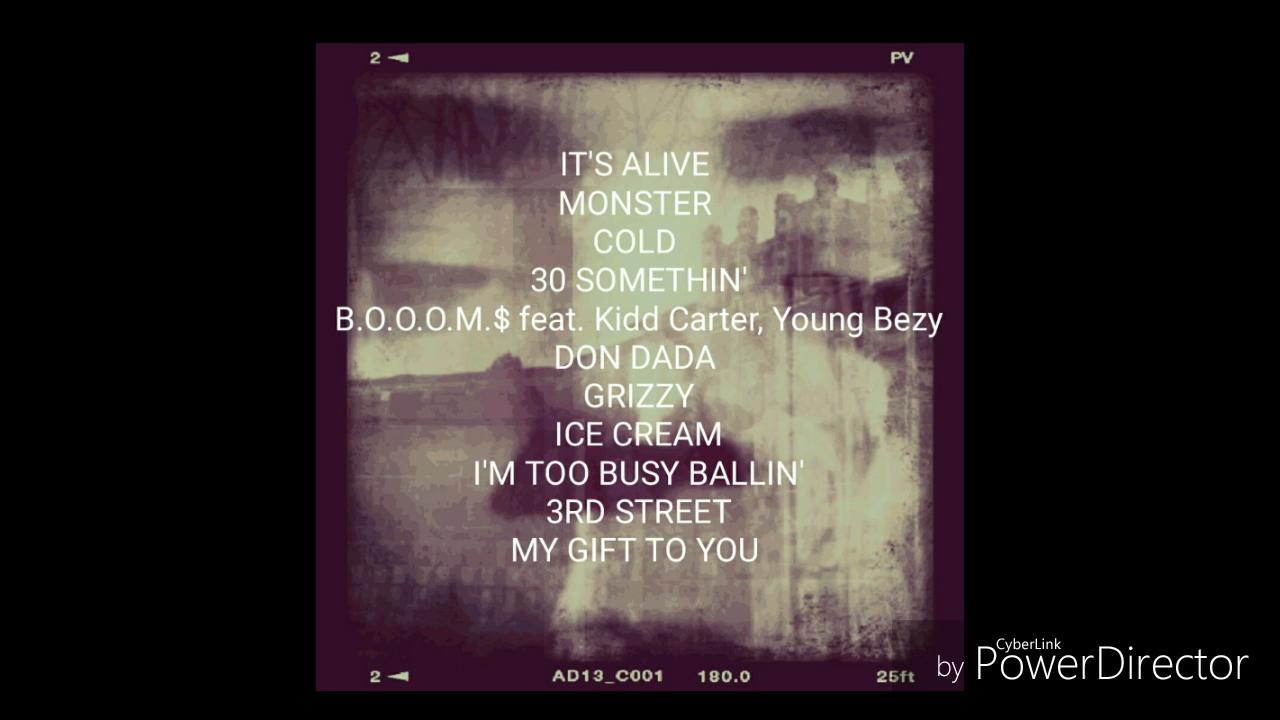 2 PV
IT'S ALIVE
MONSTER
COLD
30 SOMETHIN'
B.O.O.O.M.$ feat. Kidd Carter, Young Bezy
DON DADA
GRIZZY
ICE CREAM
I'M TOO BUSY BALLIN'
3RD STREET
MY GIFT TO YOU
CyberLink
by PowerDirector
2 AD13_C001 180.0 25ft